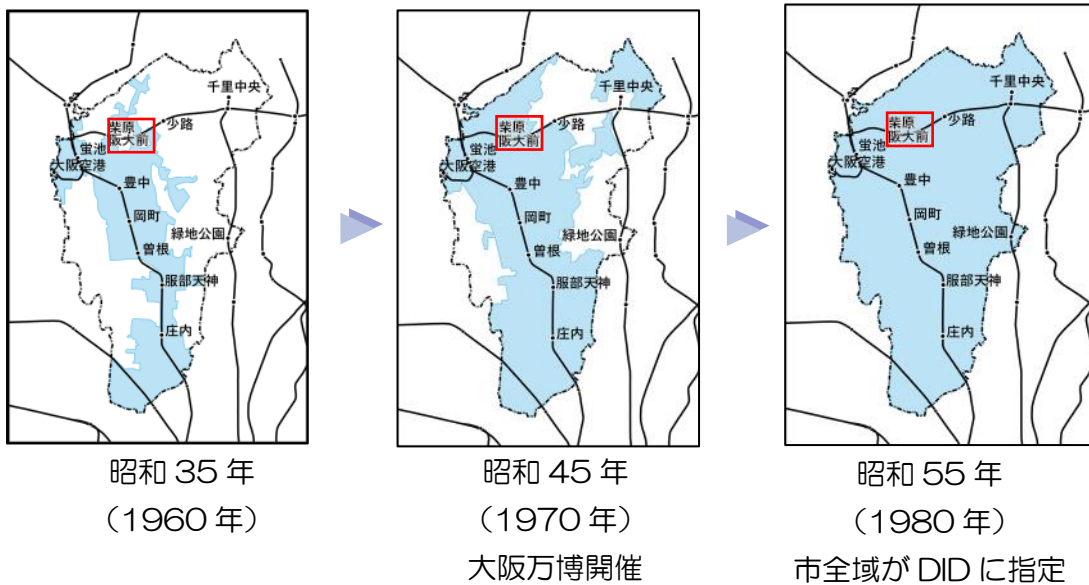 千里中央
柴原
阪大前
少路
蛍池
大阪空港
豊中
岡町
緑地公園
曽根
服部天神
庄内
昭和 35 年
（1960 年）
千里中央
柴原
阪大前
少路
蛍池
大阪空港
豊中
岡町
緑地公園
曽根
服部天神
庄内
昭和 45 年
（1970 年）
大阪万博開催
千里中央
柴原
阪大前
少路
蛍池
大阪空港
豊中
岡町
緑地公園
曽根
服部天神
庄内
昭和 55 年
（1980 年）
市全域が DID に指定